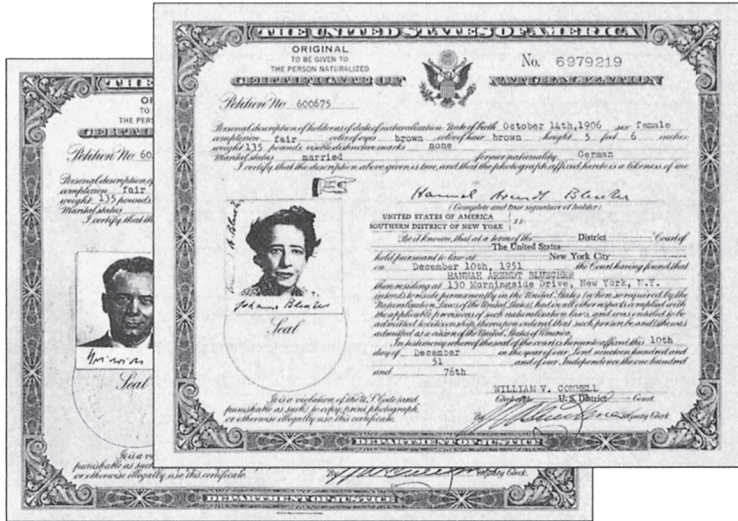 THE UNITED STATES OF AMERICA
ORIGINAL
TO BE GIVEN TO
THE PERSON NATURALIZED
No. 6979219
CERTIFICATE OF NATURALIZATION
Petition No 600675
Personal description of holder as of date of naturalization: Date of birth October 14th, 1906 sex female
complexion fair color of eyes brown color of hair brown height 5 feet 6 inches
weight 135 pounds visible distinctive marks none
Marital status married former nationality German
I certify that the description above given is true, and that the photograph affixed hereto is a likeness of me
Hannah Arendt Bluecher
(Complete and true signature of holder)
UNITED STATES OF AMERICA
SOUTHERN DISTRICT OF NEW YORK
SS:
Be it known, that at a term of the District Court of
The United States
held pursuant to law at New York City
on December 10th, 1951 the Court having found that
HANNAH ARENDT BLUECHER
then residing at 130 Morningside Drive, New York, N.Y.
intends to reside permanently in the United States (when so required by the
Naturalization Laws of the United States), had in all other respects complied with
the applicable provisions of such naturalization laws, and was entitled to be
admitted to citizenship, thereupon ordered that such person be and (s)he was
admitted as a citizen of the United States of America.
In testimony whereof the seal of the court is hereunto affixed this 10th
day of December in the year of our Lord nineteen hundred and
51 and of our Independence the one hundred
and 76th
Seal
WILLIAM V. CONNELL
Clerk of the U.S. District Court.
By Deputy Clerk.
It is a violation of the U.S. Code (and
punishable as such) to copy, print, photograph,
or otherwise illegally use this certificate.
DEPARTMENT OF JUSTICE
THE
TO
THE PERS
CERTI
Petition No 60
Personal description of
complexion fair
weight 135 pounds
Marital status
I certify that th
Seal
It is a vi
punishable as such
or otherwise illegally use this certificate.
By Deputy Clerk.
DEPARTMENT OF JUSTICE